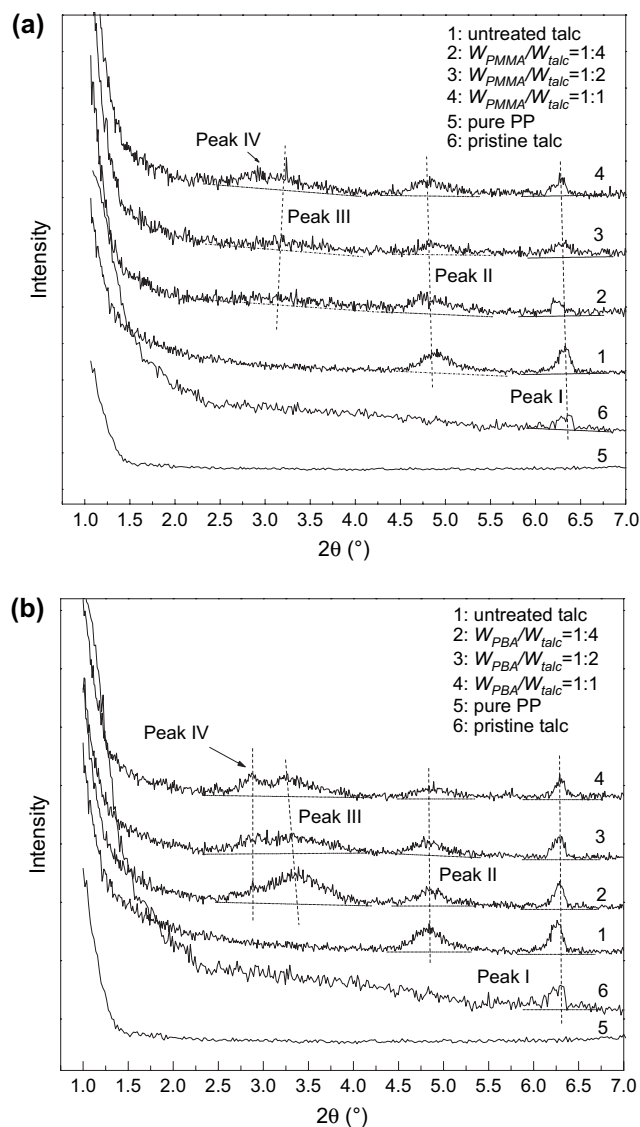 (a)
1: untreated talc
2: W_PMMA/W_talc=1:4
3: W_PMMA/W_talc=1:2
4: W_PMMA/W_talc=1:1
5: pure PP
6: pristine talc
Peak IV
4
Peak III
3
Peak II
2
1
Peak I
6
5
Intensity
1.0 1.5 2.0 2.5 3.0 3.5 4.0 4.5 5.0 5.5 6.0 6.5 7.0
2θ (°)
(b)
1: untreated talc
2: W_PBA/W_talc=1:4
3: W_PBA/W_talc=1:2
4: W_PBA/W_talc=1:1
5: pure PP
6: pristine talc
Peak IV
4
Peak III
3
Peak II
2
1
Peak I
6
5
Intensity
1.0 1.5 2.0 2.5 3.0 3.5 4.0 4.5 5.0 5.5 6.0 6.5 7.0
2θ (°)